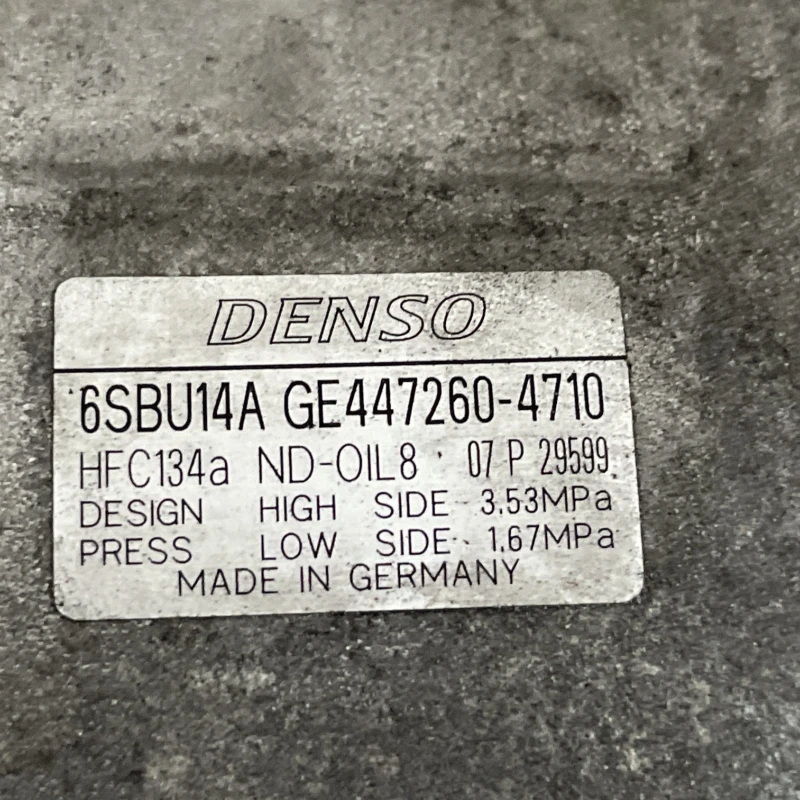 DENSO
6SBU14A GE447260-4710
HFC134a ND-OIL8 07 P 29599
DESIGN HIGH SIDE 3.53MPa
PRESS LOW SIDE 1.67MPa
MADE IN GERMANY